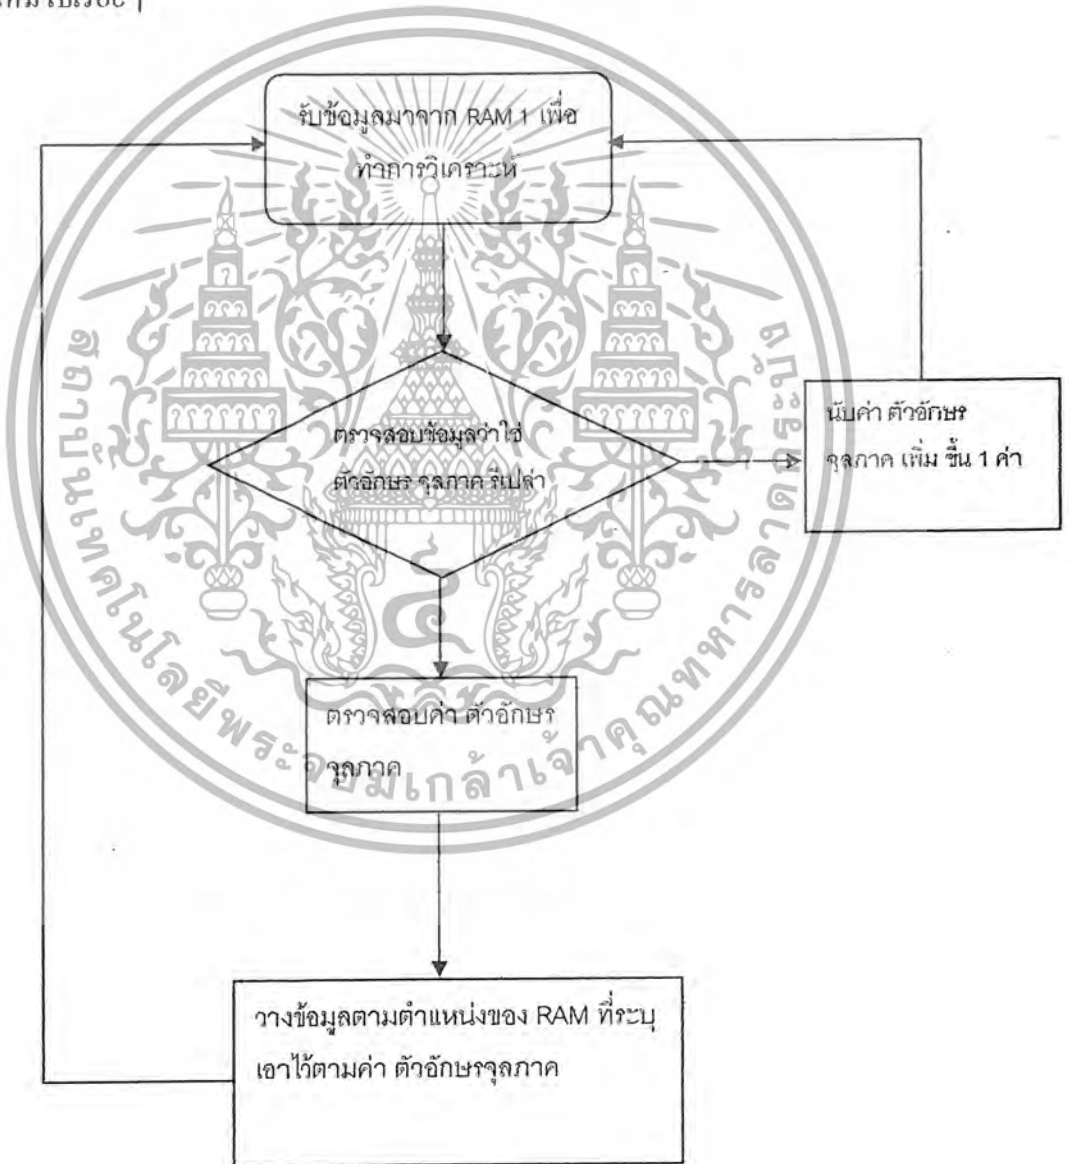 รับข้อมูลมาจาก RAM 1 เพื่อ
ทำการวิเคราะห์
ตรวจสอบข้อมูลว่าใช่
ตัวอักษร จุลภาค รึเปล่า
นับค่า ตัวอักษร
จุลภาค เพิ่ม ขึ้น 1 ค่า
ตรวจสอบค่า ตัวอักษร
จุลภาค
วางข้อมูลตามตำแหน่งของ RAM ที่ระบุ
เอาไว้ตามค่า ตัวอักษรจุลภาค
สถาบันเทคโนโลยีพระจอมเกล้าเจ้าคุณทหารลาดกระบัง